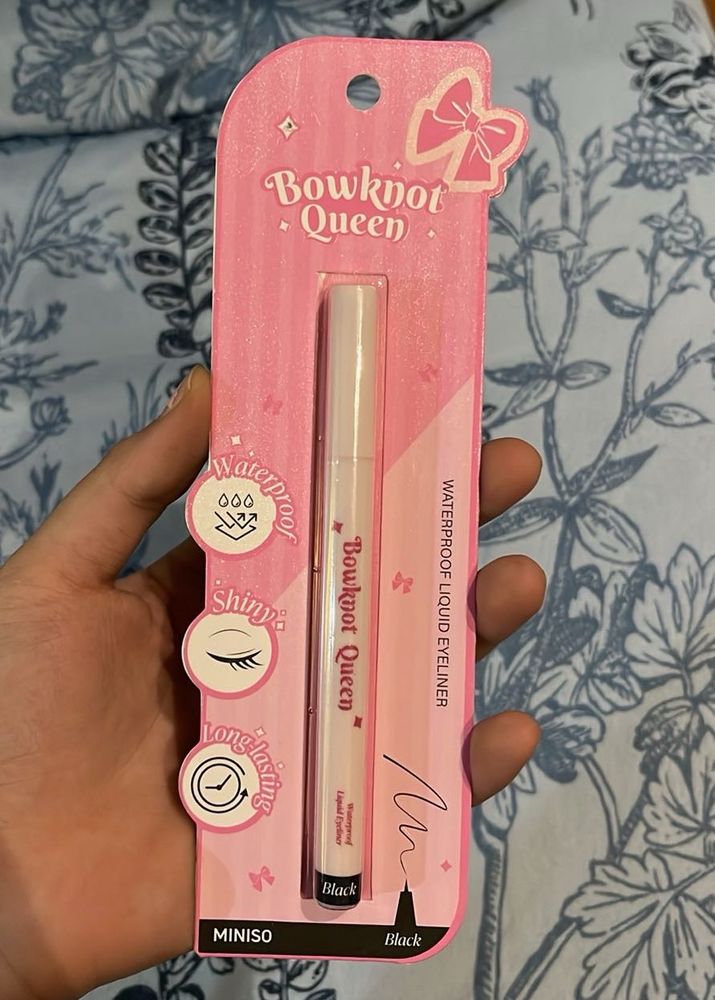 Bowknot
Queen
Waterproof
Shiny
Long-lasting
WATERPROOF LIQUID EYELINER
Bowknot Queen
Waterproof
Liquid Eyeliner
Black
MINISO
Black